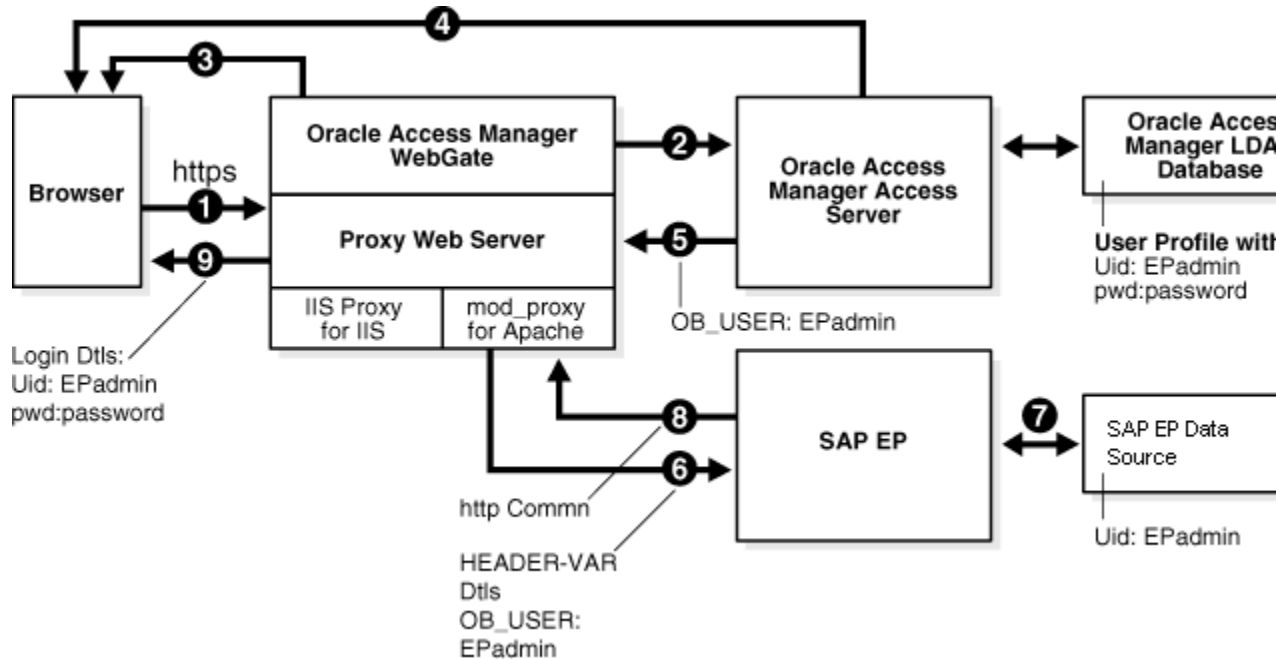 4
3
Oracle Access Manager
WebGate
2
Oracle Access
Manager Access
Server
Oracle Acces
Manager LDA
Database
Browser
https
1
Proxy Web Server
5
9
User Profile with
Uid: EPadmin
pwd:password
IIS Proxy
for IIS
mod_proxy
for Apache
OB_USER: EPadmin
Login Dtls:
Uid: EPadmin
pwd:password
8
SAP EP
7
SAP EP Data
Source
6
http Commn
Uid: EPadmin
HEADER-VAR
Dtls
OB_USER:
EPadmin